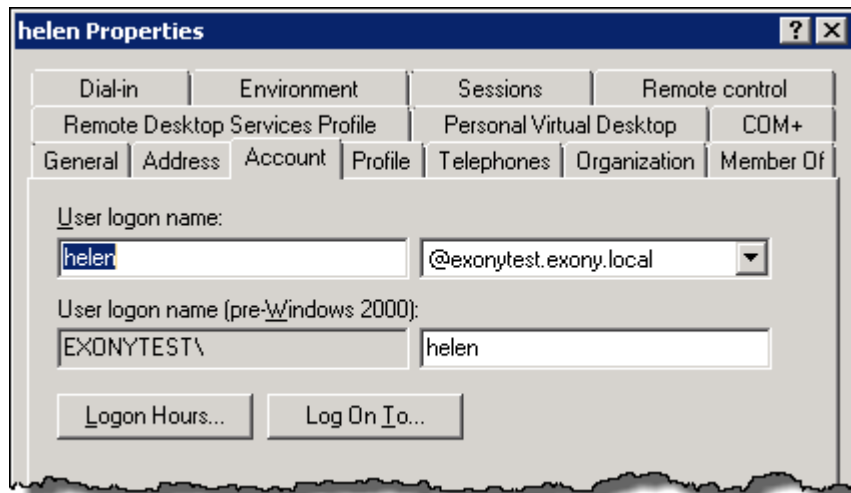 helen Properties
Dial-in Environment Sessions Remote control
Remote Desktop Services Profile Personal Virtual Desktop COM+
General Address Account Profile Telephones Organization Member Of
User logon name:
helen @exonytest.exony.local
User logon name (pre-Windows 2000):
EXONYTEST\ helen
Logon Hours... Log On To...